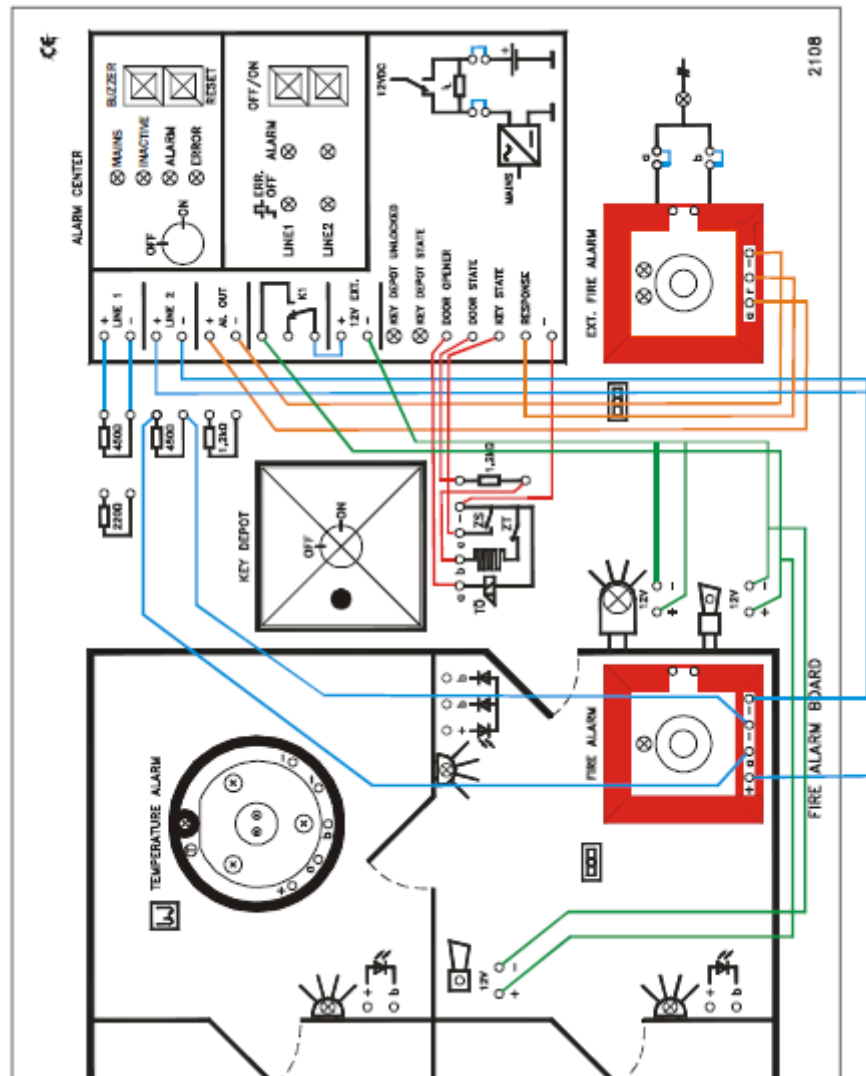 CE
2108
ALARM CENTER
BUZZER
RESET
MAINS
INACTIVE
ALARM
ERROR
OFF
ON
OFF/ON
ALARM
ERR. OFF
LINE1
LINE2
12VDC
MAINS
+
LINE 1
-
+
LINE 2
-
+
AL OUT
-
K1
+
12V EXT.
-
KEY DEPOT UNLOCKED
KEY DEPOT STATE
DOOR OPENER
DOOR STATE
KEY STATE
RESPONSE
-
a
b
EXT. FIRE ALARM
-
r
a
450Ω
450Ω
1,2kΩ
220Ω
KEY DEPOT
OFF
ON
1,2kΩ
-
c
b
a
ZS
ZT
TÖ
12V
-
+
12V
-
+
FIRE ALARM BOARD
FIRE ALARM
-
-
a
+
b
b
+
TEMPERATURE ALARM
-
-
b
a
+
12V
-
+
+
b
+
b